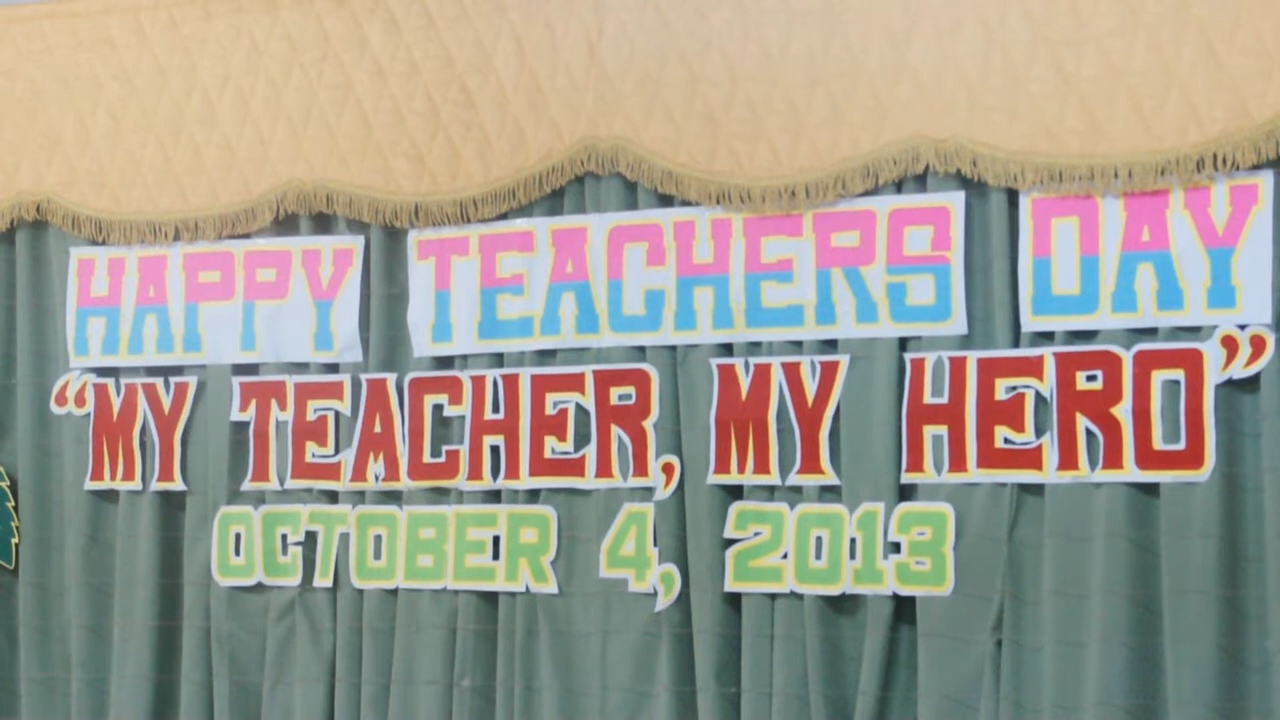 HAPPY TEACHERS DAY
“MY TEACHER, MY HERO”
OCTOBER 4, 2013